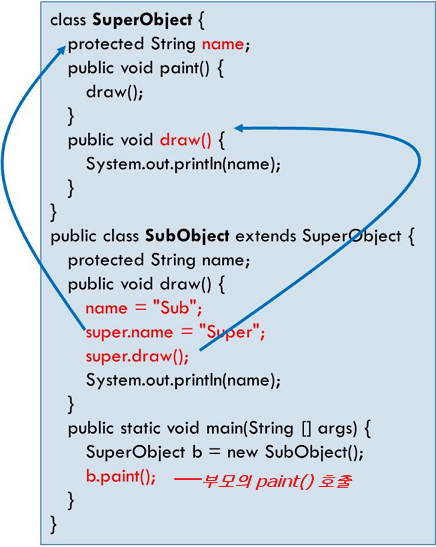 class SuperObject {
protected String name;
public void paint() {
draw();
}
public void draw() {
System.out.println(name);
}
}
public class SubObject extends SuperObject {
protected String name;
public void draw() {
name = "Sub";
super.name = "Super";
super.draw();
System.out.println(name);
}
public static void main(String [] args) {
SuperObject b = new SubObject();
b.paint(); 부모의 paint() 호출
}
}